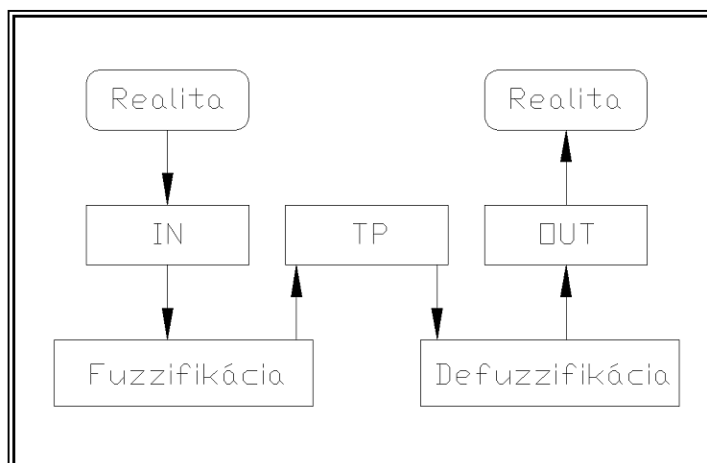 Realita
Realita
IN
TP
OUT
Fuzzifikácia
Defuzzifikácia